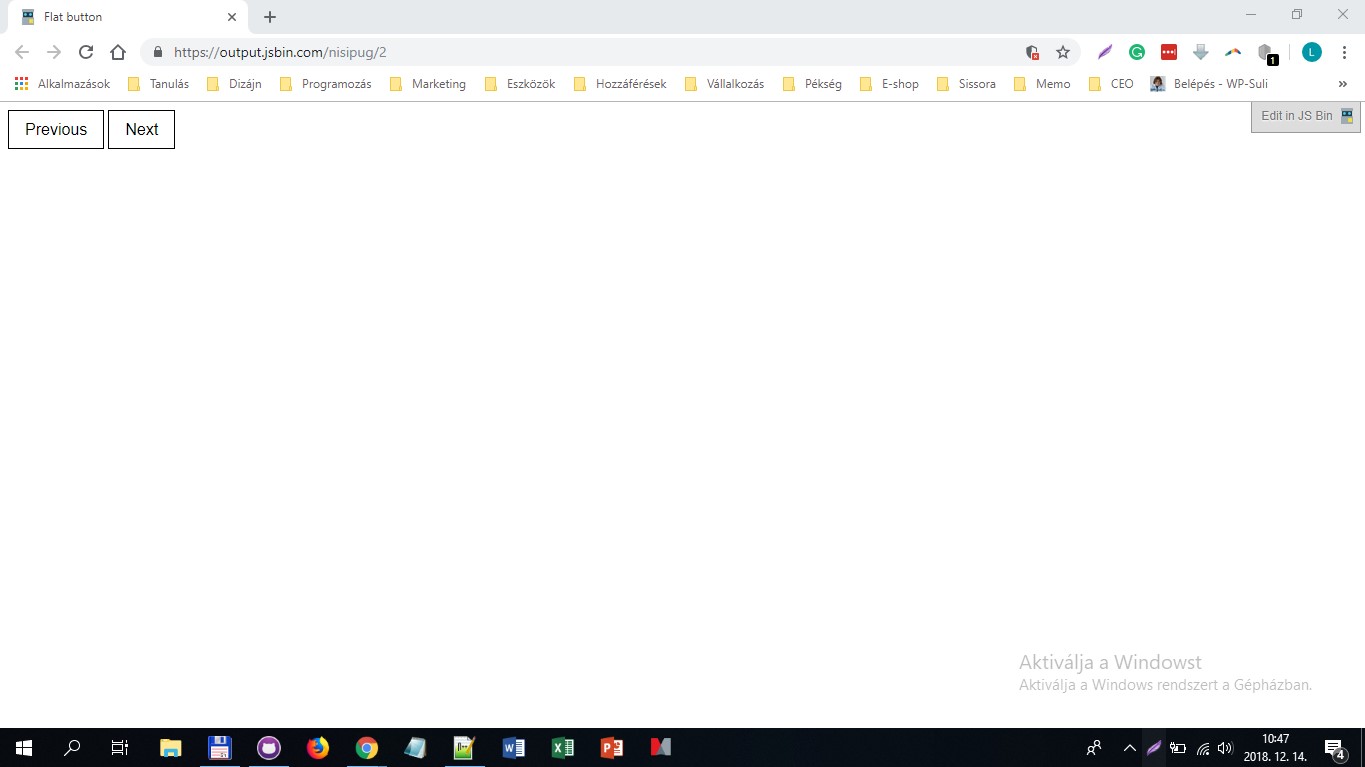 Flat button
https://output.jsbin.com/nisipug/2
1
L
Alkalmazások Tanulás Dizájn Programozás Marketing Eszközök Hozzáférések Vállalkozás Pékség E-shop Sissora Memo CEO Belépés - WP-Suli »
Previous Next
Edit in JS Bin
Aktiválja a Windowst
Aktiválja a Windows rendszert a Gépházban.
10:47
2018. 12. 14.
4